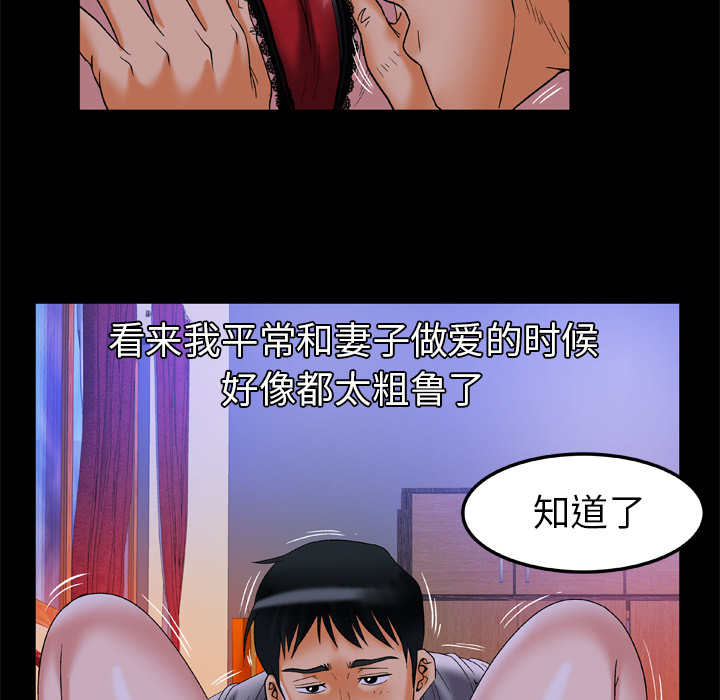 看来我平常和妻子做爱的时候
好像都太粗鲁了
知道了